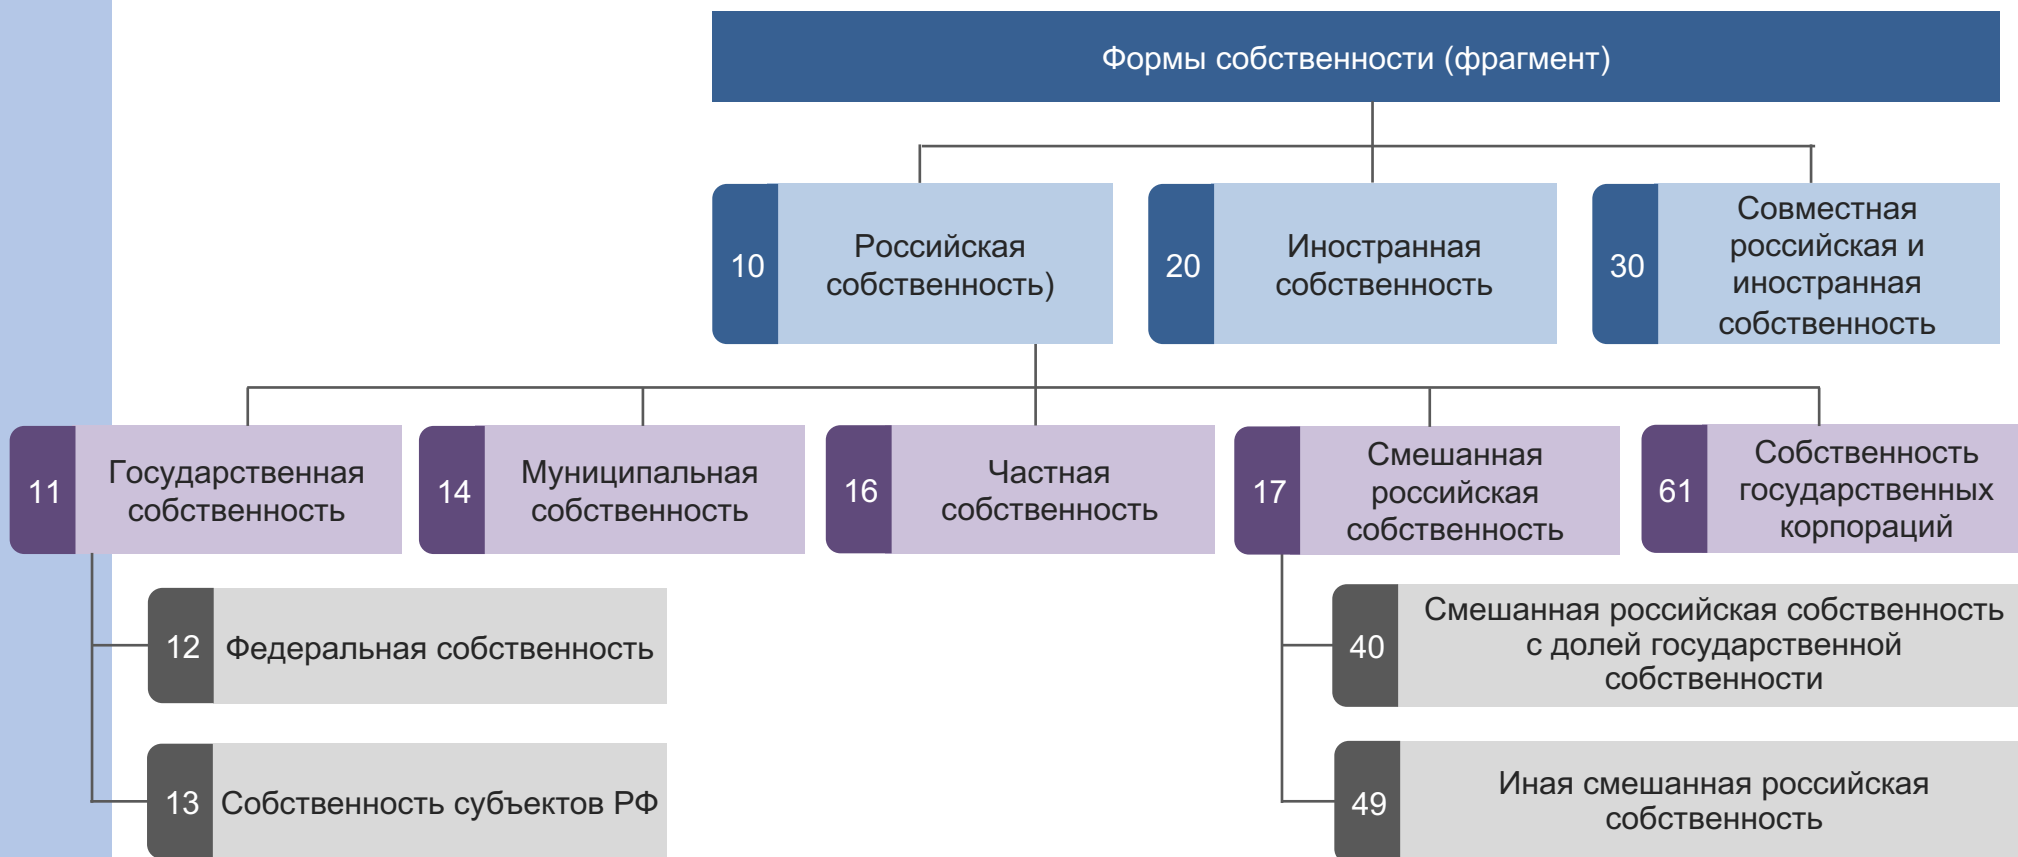 Формы собственности (фрагмент)
10
Российская
собственность)
20
Иностранная
собственность
30
Совместная
российская и
иностранная
собственность
11
Государственная
собственность
14
Муниципальная
собственность
16
Частная
собственность
17
Смешанная
российская
собственность
61
Собственность
государственных
корпораций
12
Федеральная собственность
40
Смешанная российская собственность
с долей государственной
собственности
13
Собственность субъектов РФ
49
Иная смешанная российская
собственность